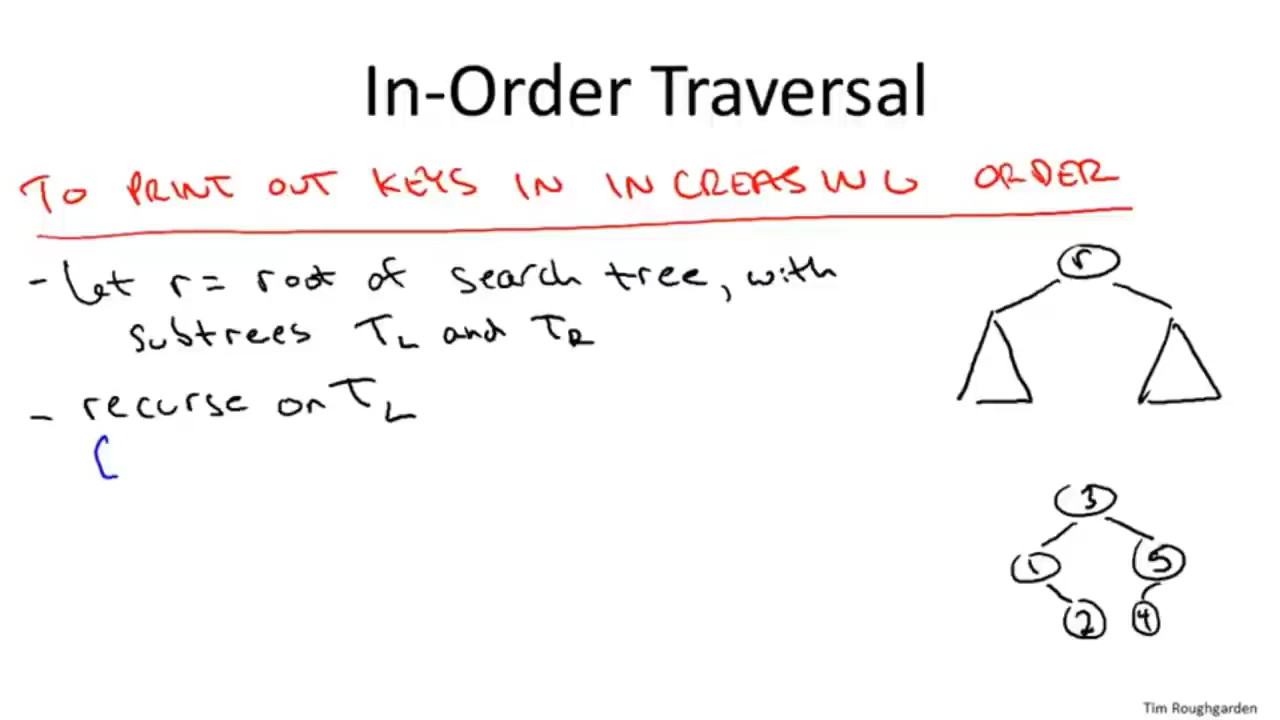 In-Order Traversal
TO PRINT OUT KEYS IN INCREASING ORDER
- Let r = root of search tree, with
subtrees TL and TR
- recurse on TL
(
r
3
1 5
2 4
Tim Roughgarden